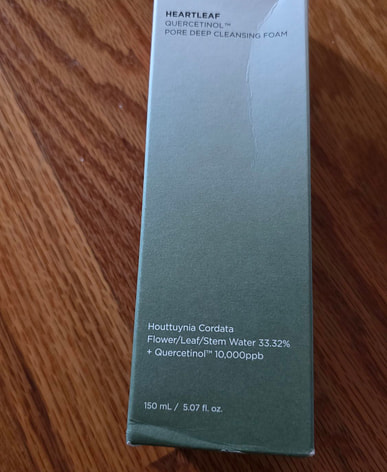 HEARTLEAF
QUERCETINOL™
PORE DEEP CLEANSING FOAM
Houttuynia Cordata
Flower/Leaf/Stem Water 33.32%
+ Quercetinol™ 10,000ppb
150 mL / 5.07 fl. oz.